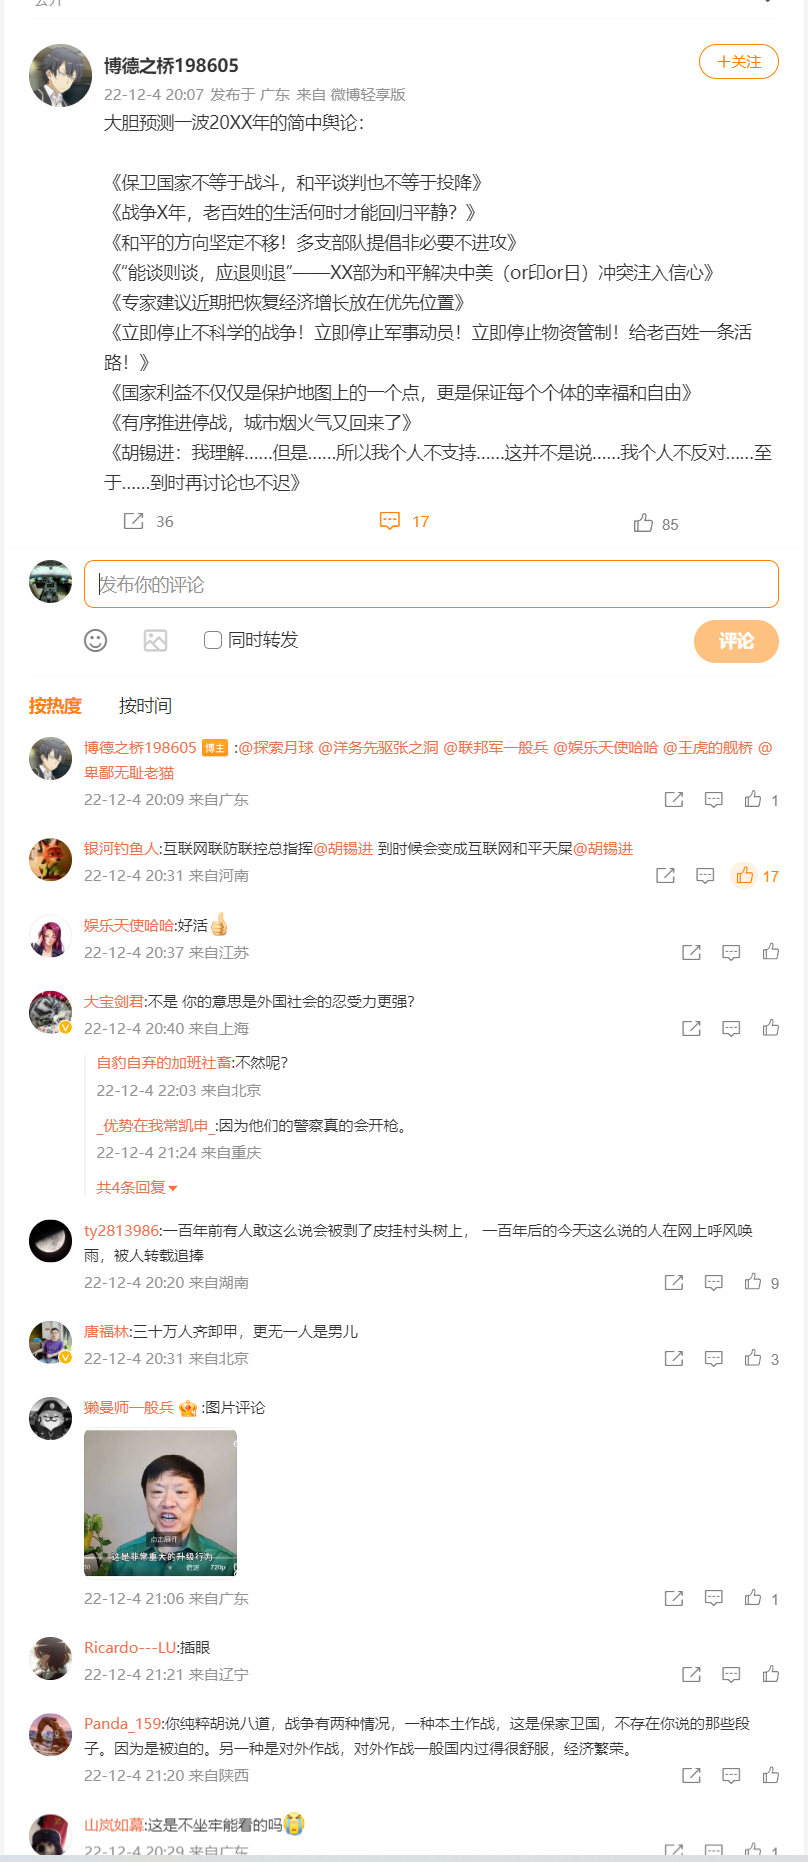 博德之桥198605
+关注
22-12-4 20:07 发布于 广东 来自 微博轻享版
大胆预测一波20XX年的简中舆论：
《保卫国家不等于战斗，和平谈判也不等于投降》
《战争X年，老百姓的生活何时才能回归平静？》
《和平的方向坚定不移！多支部队提倡非必要不进攻》
《“能谈则谈，应退则退”——XX部为和平解决中美（or印or日）冲突注入信心》
《专家建议近期把恢复经济增长放在优先位置》
《立即停止不科学的战争！立即停止军事动员！立即停止物资管制！给老百姓一条活
路！》
《国家利益不仅仅是保护地图上的一个点，更是保证每个个体的幸福和自由》
《有序推进停战，城市烟火气又回来了》
《胡锡进：我理解......但是......所以我个人不支持......这并不是说......我个人不反对......至
于......到时再讨论也不迟》
36 17 85
发布你的评论
同时转发 评论
按热度 按时间
博德之桥198605 博主 :@探索月球 @洋务先驱张之洞 @联邦军一般兵 @娱乐天使哈哈 @王虎的舰桥 @
卑鄙无耻老猫
22-12-4 20:09 来自广东 1
银河钓鱼人:互联网联防联控总指挥@胡锡进 到时候会变成互联网和平天屎@胡锡进
22-12-4 20:31 来自河南 17
娱乐天使哈哈:好活👍
22-12-4 20:37 来自江苏
大宝剑君:不是 你的意思是外国社会的忍受力更强？
22-12-4 20:40 来自上海
自豹自弃的加班社畜:不然呢？
22-12-4 22:03 来自北京
_优势在我常凯申_:因为他们的警察真的会开枪。
22-12-4 21:24 来自重庆
共4条回复
ty2813986:一百年前有人敢这么说会被剥了皮挂村头树上， 一百年后的今天这么说的人在网上呼风唤
雨，被人转载追捧
22-12-4 20:20 来自湖南 9
唐福林:三十万人齐卸甲，更无一人是男儿
22-12-4 20:31 来自北京 3
獭曼师一般兵 :图片评论
点击展开
这是非常重大的升级行为
倍速 720p
22-12-4 21:06 来自广东 1
Ricardo---LU:插眼
22-12-4 21:21 来自辽宁
Panda_159:你纯粹胡说八道，战争有两种情况，一种本土作战，这是保家卫国，不存在你说的那些段
子。因为是被迫的。另一种是对外作战，对外作战一般国内过得很舒服，经济繁荣。
22-12-4 21:20 来自陕西
山岚如幕:这是不坐牢能看的吗😭
22-12-4 20:29 来自广东 1